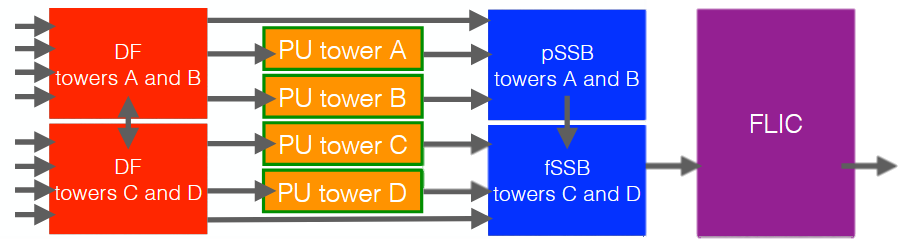 DF
towers A and B
PU tower A
PU tower B
pSSB
towers A and B
FLIC
DF
towers C and D
PU tower C
PU tower D
fSSB
towers C and D